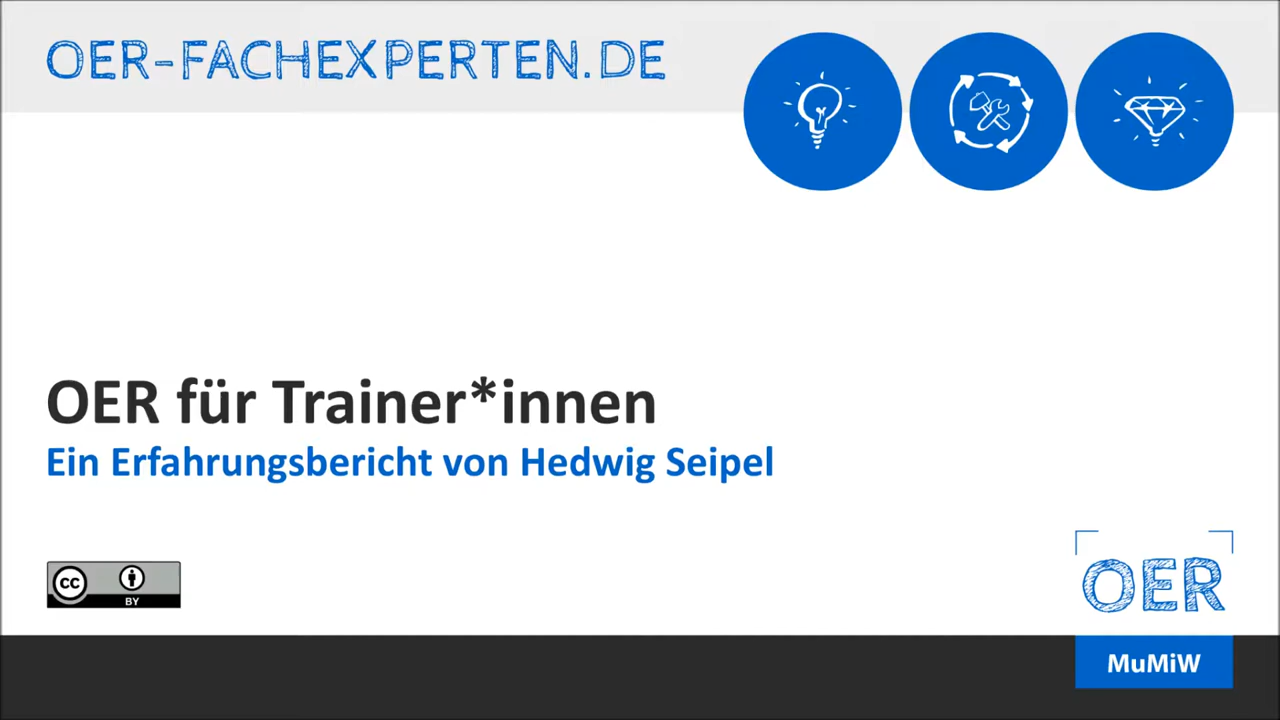 OER-FACHEXPERTEN.DE
OER für Trainer*innen
Ein Erfahrungsbericht von Hedwig Seipel
cc
BY
OER
MuMiW